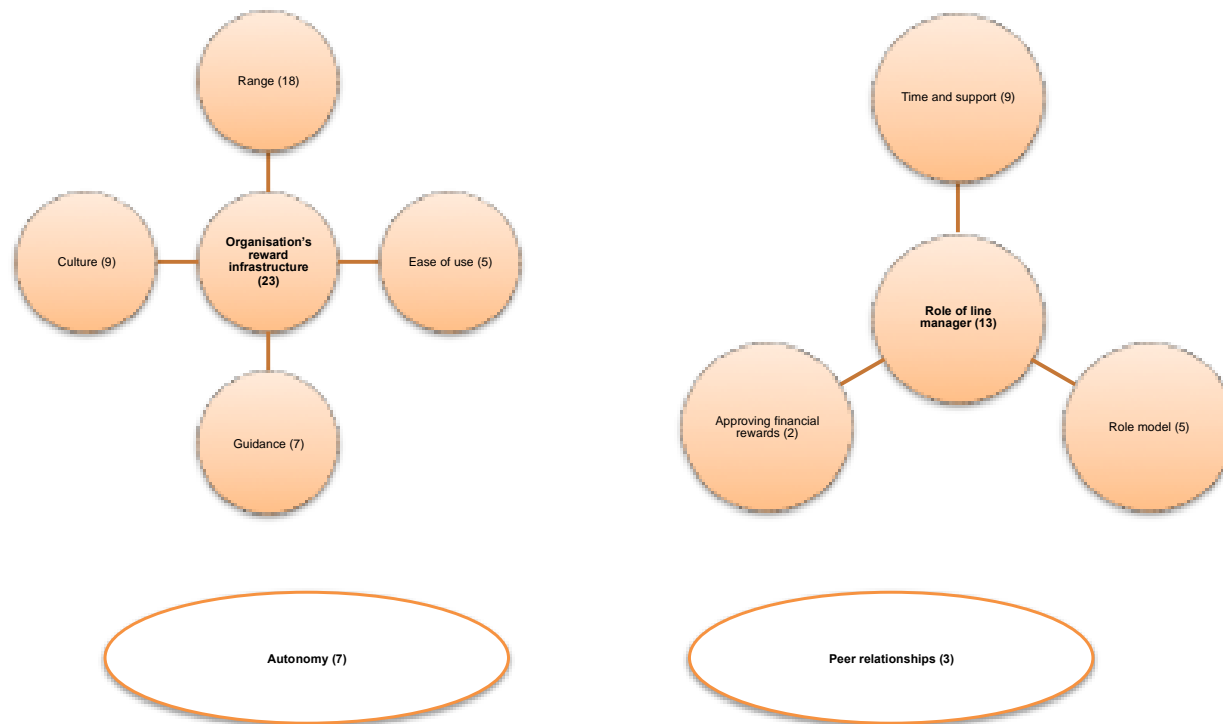 Range (18)
Culture (9)
Organisation’s
reward
infrastructure
(23)
Ease of use (5)
Guidance (7)
Time and support (9)
Role of line
manager (13)
Approving financial
rewards (2)
Role model (5)
Autonomy (7)
Peer relationships (3)